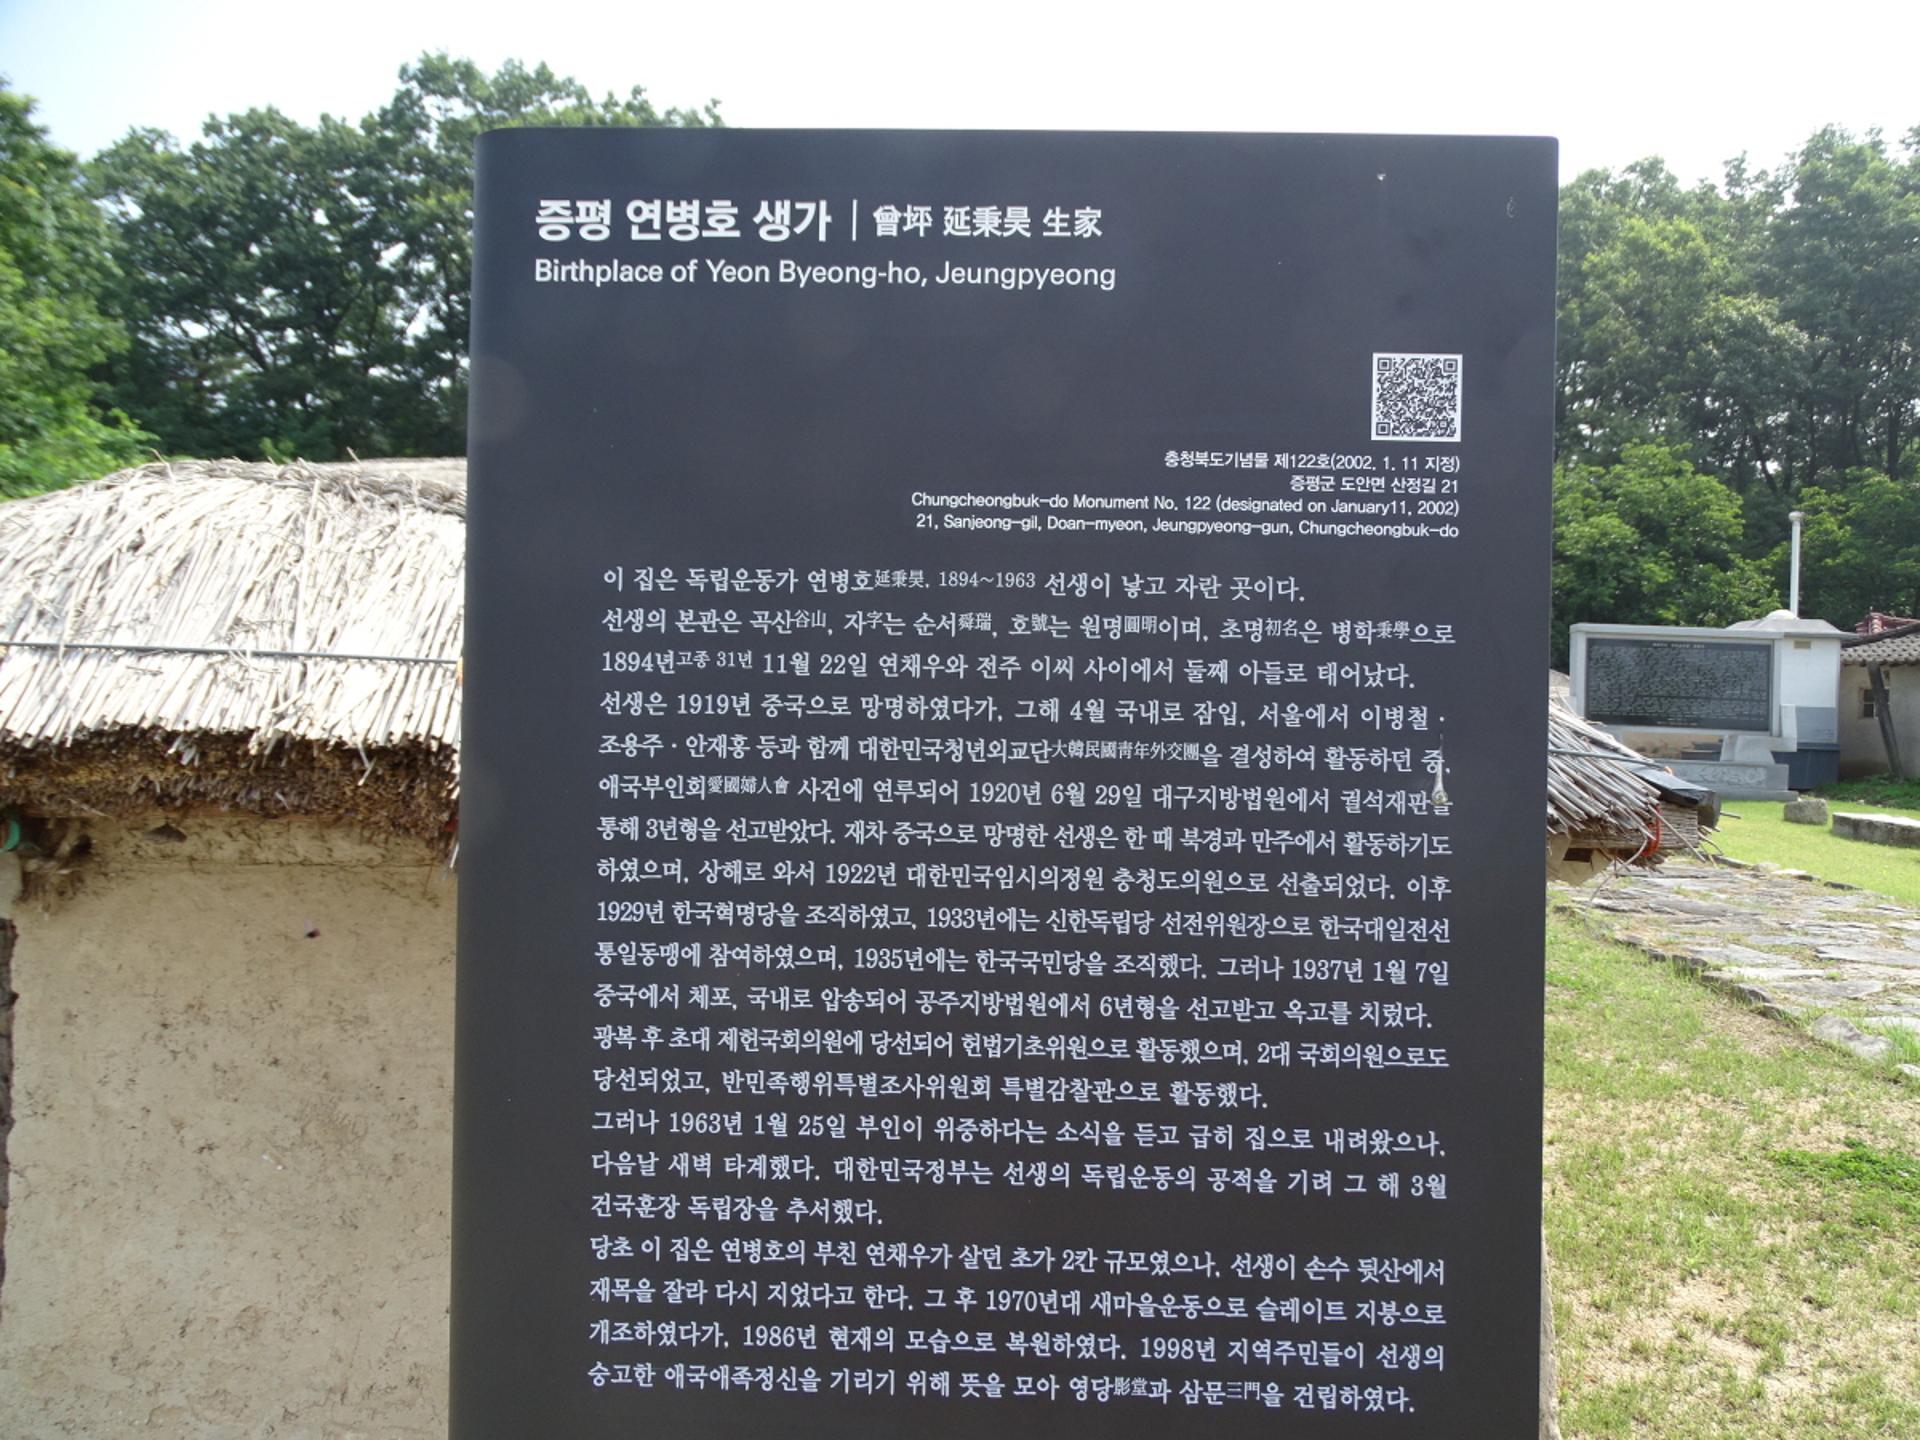 증평 연병호 생가 | 曾坪 延秉昊 生家
Birthplace of Yeon Byeong-ho, Jeungpyeong
충청북도기념물 제122호(2002. 1. 11 지정)
증평군 도안면 산정길 21
Chungcheongbuk-do Monument No. 122 (designated on January11, 2002)
21, Sanjeong-gil, Doan-myeon, Jeungpyeong-gun, Chungcheongbuk-do
이 집은 독립운동가 연병호延秉昊, 1894~1963 선생이 낳고 자란 곳이다.
선생의 본관은 곡산谷山, 자字는 순서舜瑞, 호號는 원명圓明이며, 초명初名은 병학秉學으로
1894년고종 31년 11월 22일 연채우와 전주 이씨 사이에서 둘째 아들로 태어났다.
선생은 1919년 중국으로 망명하였다가, 그해 4월 국내로 잠입, 서울에서 이병철 ·
조용주 · 안재홍 등과 함께 대한민국청년외교단大韓民國靑年外交團을 결성하여 활동하던 중,
애국부인회愛國婦人會 사건에 연루되어 1920년 6월 29일 대구지방법원에서 궐석재판을
통해 3년형을 선고받았다. 재차 중국으로 망명한 선생은 한 때 북경과 만주에서 활동하기도
하였으며, 상해로 와서 1922년 대한민국임시의정원 충청도의원으로 선출되었다. 이후
1929년 한국혁명당을 조직하였고, 1933년에는 신한독립당 선전위원장으로 한국대일전선
통일동맹에 참여하였으며, 1935년에는 한국국민당을 조직했다. 그러나 1937년 1월 7일
중국에서 체포, 국내로 압송되어 공주지방법원에서 6년형을 선고받고 옥고를 치렀다.
광복 후 초대 제헌국회의원에 당선되어 헌법기초위원으로 활동했으며, 2대 국회의원으로도
당선되었고, 반민족행위특별조사위원회 특별감찰관으로 활동했다.
그러나 1963년 1월 25일 부인이 위중하다는 소식을 듣고 급히 집으로 내려왔으나,
다음날 새벽 타계했다. 대한민국정부는 선생의 독립운동의 공적을 기려 그 해 3월
건국훈장 독립장을 추서했다.
당초 이 집은 연병호의 부친 연채우가 살던 초가 2칸 규모였으나, 선생이 손수 뒷산에서
재목을 잘라 다시 지었다고 한다. 그 후 1970년대 새마을운동으로 슬레이트 지붕으로
개조하였다가, 1986년 현재의 모습으로 복원하였다. 1998년 지역주민들이 선생의
숭고한 애국애족정신을 기리기 위해 뜻을 모아 영당影堂과 삼문三門을 건립하였다.